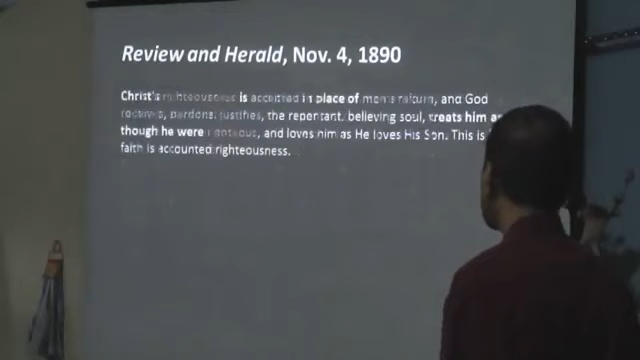 Review and Herald, Nov. 4, 1890
Christ's righteousness is accepted in place of man's failure, and God
receives, pardons, justifies, the repentant, believing soul, treats him as
though he were righteous, and loves him as He loves His Son. This is
faith is accounted righteousness.